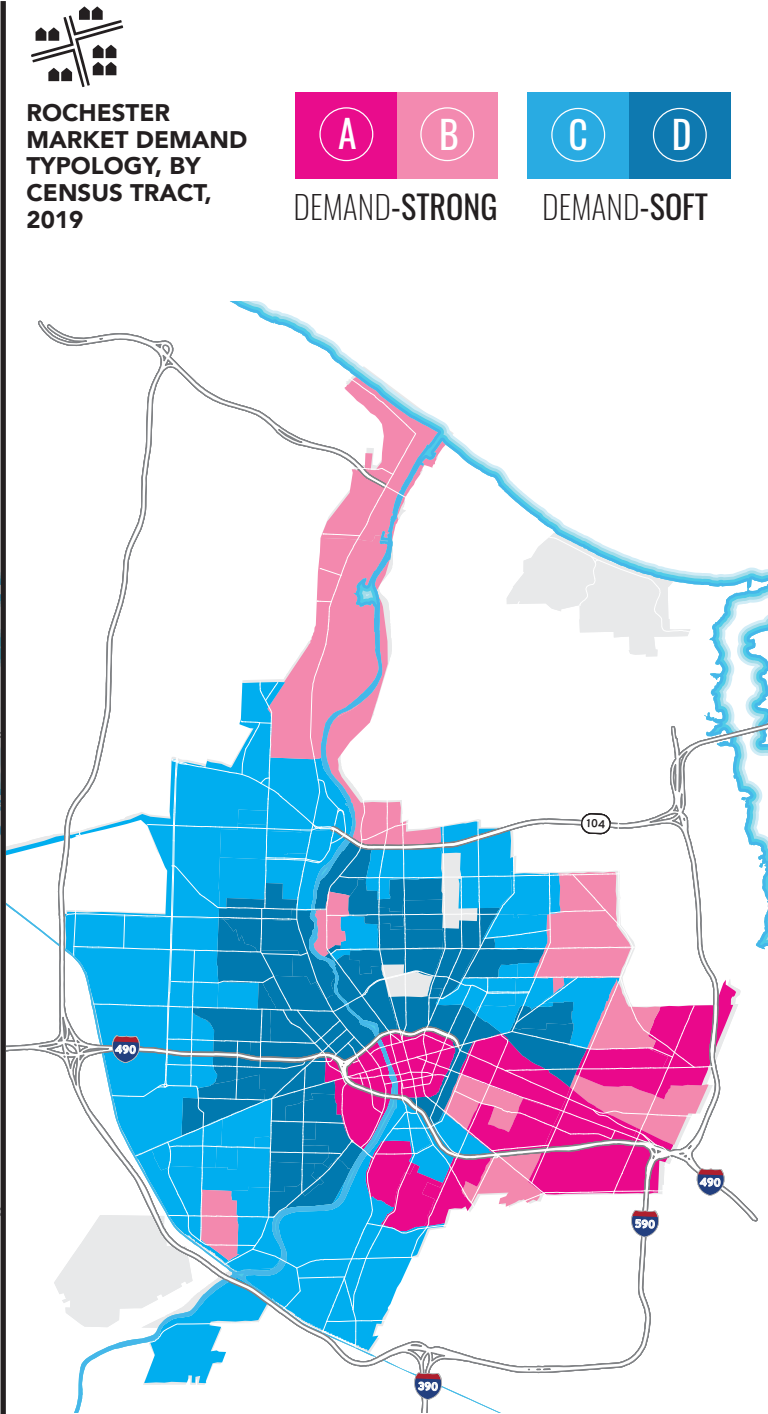 ROCHESTER
MARKET DEMAND
TYPOLOGY, BY
CENSUS TRACT,
2019
A B C D
DEMAND-STRONG DEMAND-SOFT
104
490
490
590
390